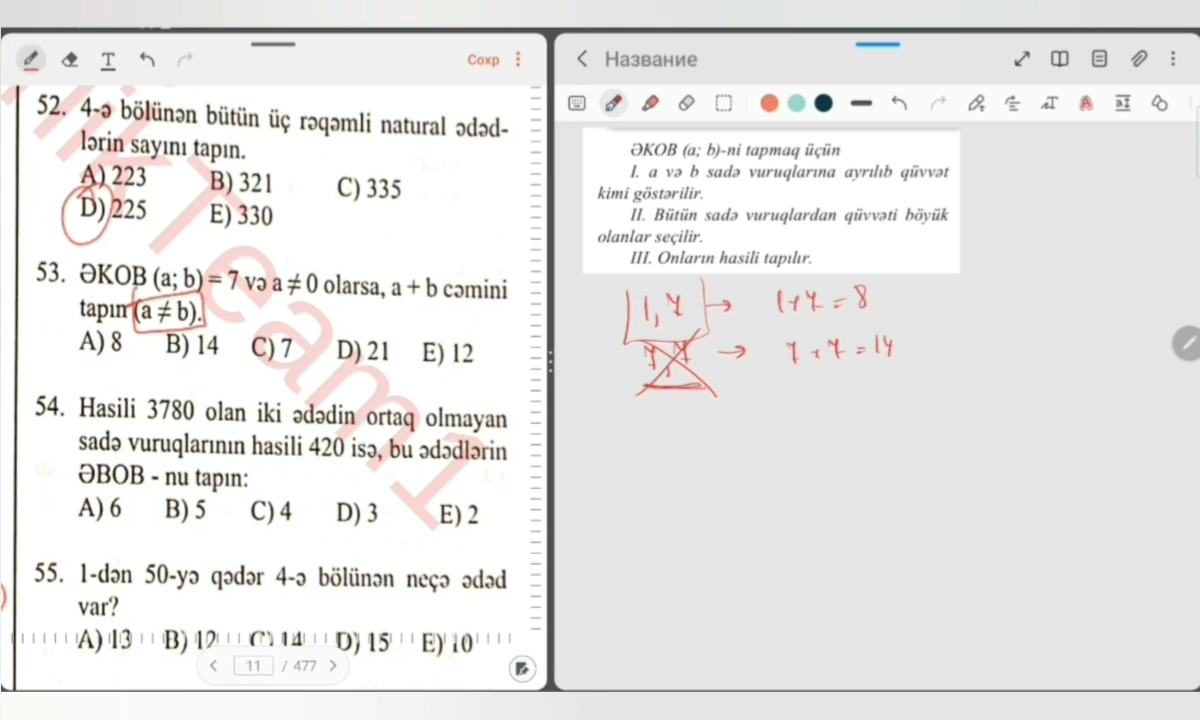 Coxp
52. 4-ə bölünən bütün üç rəqəmli natural ədəd-
lərin sayını tapın.
A) 223 B) 321 C) 335
D) 225 E) 330
53. ƏKOB (a; b) = 7 və a ≠ 0 olarsa, a + b cəmini
tapın (a ≠ b).
A) 8 B) 14 C) 7 D) 21 E) 12
54. Hasili 3780 olan iki ədədin ortaq olmayan
sadə vuruqlarının hasili 420 isə, bu ədədlərin
ƏBOB - nu tapın:
A) 6 B) 5 C) 4 D) 3 E) 2
55. 1-dən 50-yə qədər 4-ə bölünən neçə ədəd
var?
A) 13 B) 12 C) 14 D) 15 E) 10
11 / 477
Название
ƏKOB (a; b)-ni tapmaq üçün
I. a və b sadə vuruqlarına ayrılıb qüvvət
kimi göstərilir.
II. Bütün sadə vuruqlardan qüvvəti böyük
olanlar seçilir.
III. Onların hasili tapılır.
1, 7 → 1+7=8
7, 7 → 7+7=14